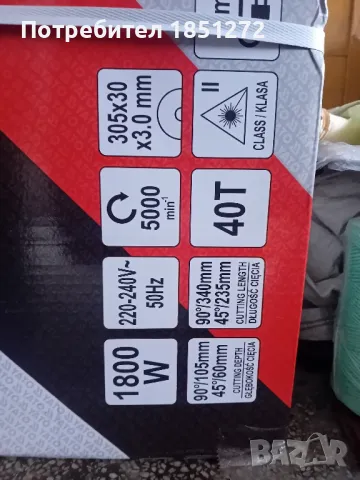 Потребител 1851272
305x30
x3.0 mm
II
CLASS / KLASA
5000
min⁻¹
40T
220-240V~
50Hz
90°/340mm
45°/235mm
CUTTING LENGTH
DŁUGOŚĆ CIĘCIA
1800
W
90°/105mm
45°/60mm
CUTTING DEPTH
GŁĘBOKOŚĆ CIĘCIA
BAZAR